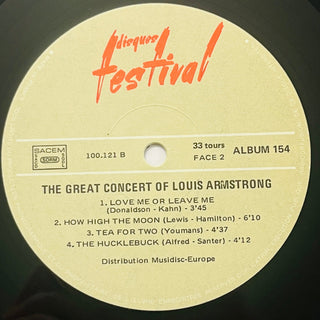 disques
festival
SACEM
SDRM
100.121 B
33 tours
FACE 2
ALBUM 154
THE GREAT CONCERT OF LOUIS ARMSTRONG
1. LOVE ME OR LEAVE ME
(Donaldson - Kahn) - 3'45
2. HOW HIGH THE MOON (Lewis - Hamilton) - 6'10
3. TEA FOR TWO (Youmans) - 4'37
4. THE HUCKLEBUCK (Alfred - Santer) - 4'12
Distribution Musidisc-Europe